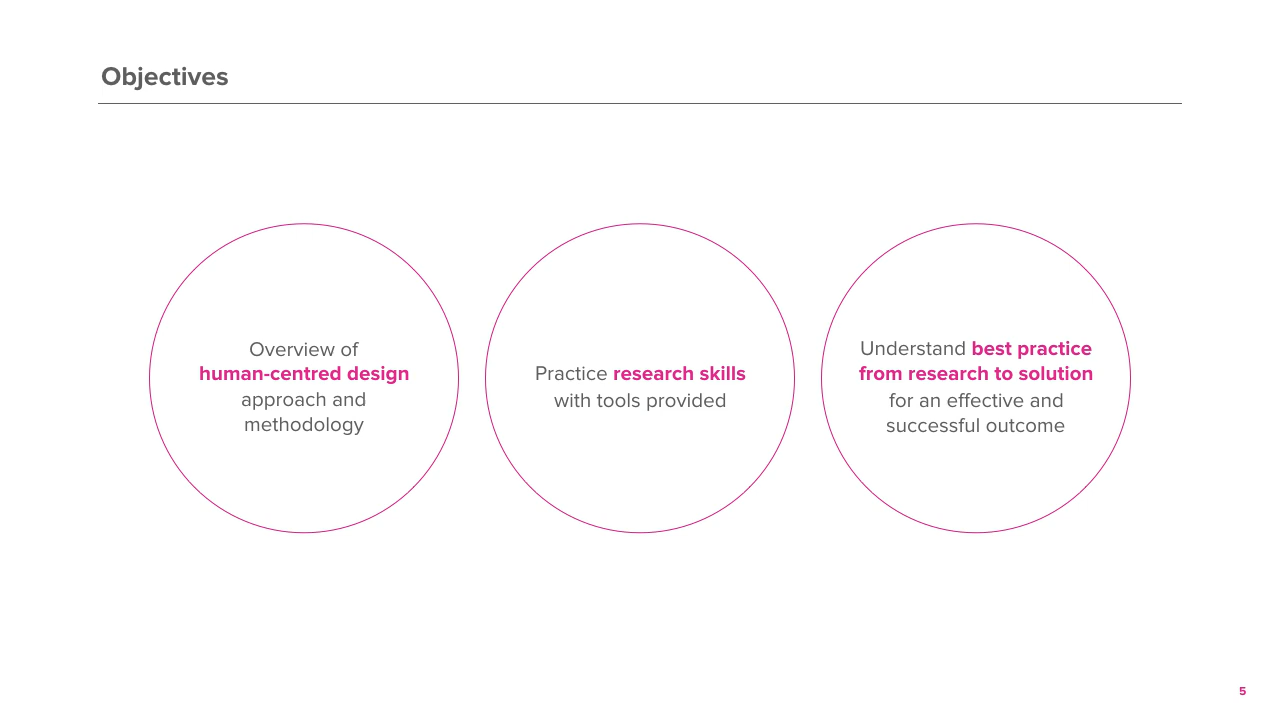 Objectives
Overview of
human-centred design
approach and
methodology
Practice research skills
with tools provided
Understand best practice
from research to solution
for an effective and
successful outcome
5